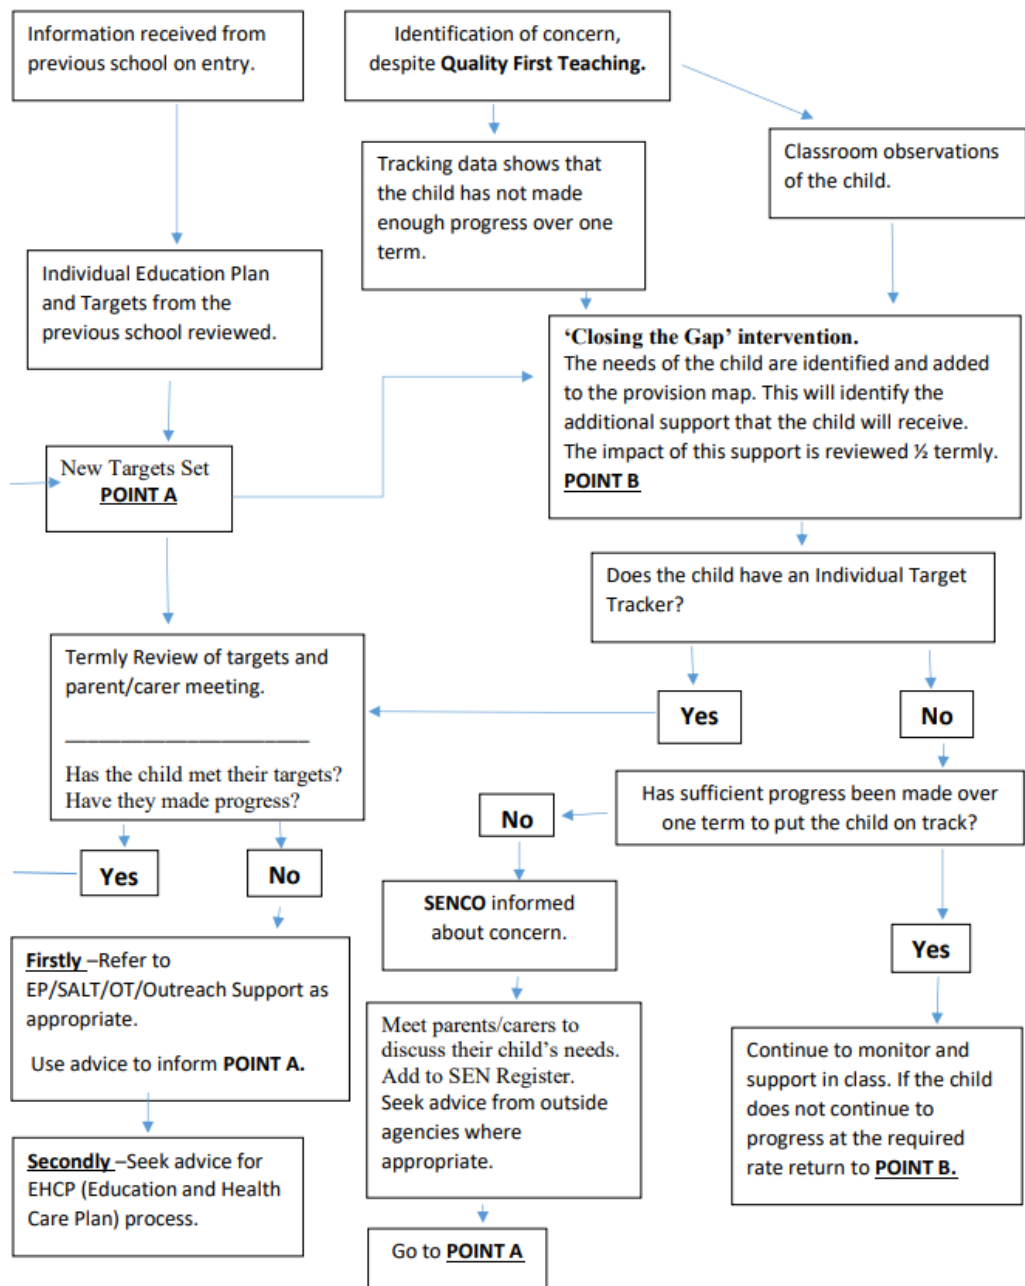 Information received from
previous school on entry.
Identification of concern,
despite Quality First Teaching.
Tracking data shows that
the child has not made
enough progress over one
term.
Classroom observations
of the child.
Individual Education Plan
and Targets from the
previous school reviewed.
‘Closing the Gap’ intervention.
The needs of the child are identified and added
to the provision map. This will identify the
additional support that the child will receive.
The impact of this support is reviewed ½ termly.
POINT B
New Targets Set
POINT A
Does the child have an Individual Target
Tracker?
Termly Review of targets and
parent/carer meeting.
Has the child met their targets?
Have they made progress?
Yes
No
Has sufficient progress been made over
one term to put the child on track?
No
Yes
No
SENCO informed
about concern.
Yes
Firstly –Refer to
EP/SALT/OT/Outreach Support as
appropriate.
Use advice to inform POINT A.
Meet parents/carers to
discuss their child’s needs.
Add to SEN Register.
Seek advice from outside
agencies where
appropriate.
Continue to monitor and
support in class. If the child
does not continue to
progress at the required
rate return to POINT B.
Secondly –Seek advice for
EHCP (Education and Health
Care Plan) process.
Go to POINT A